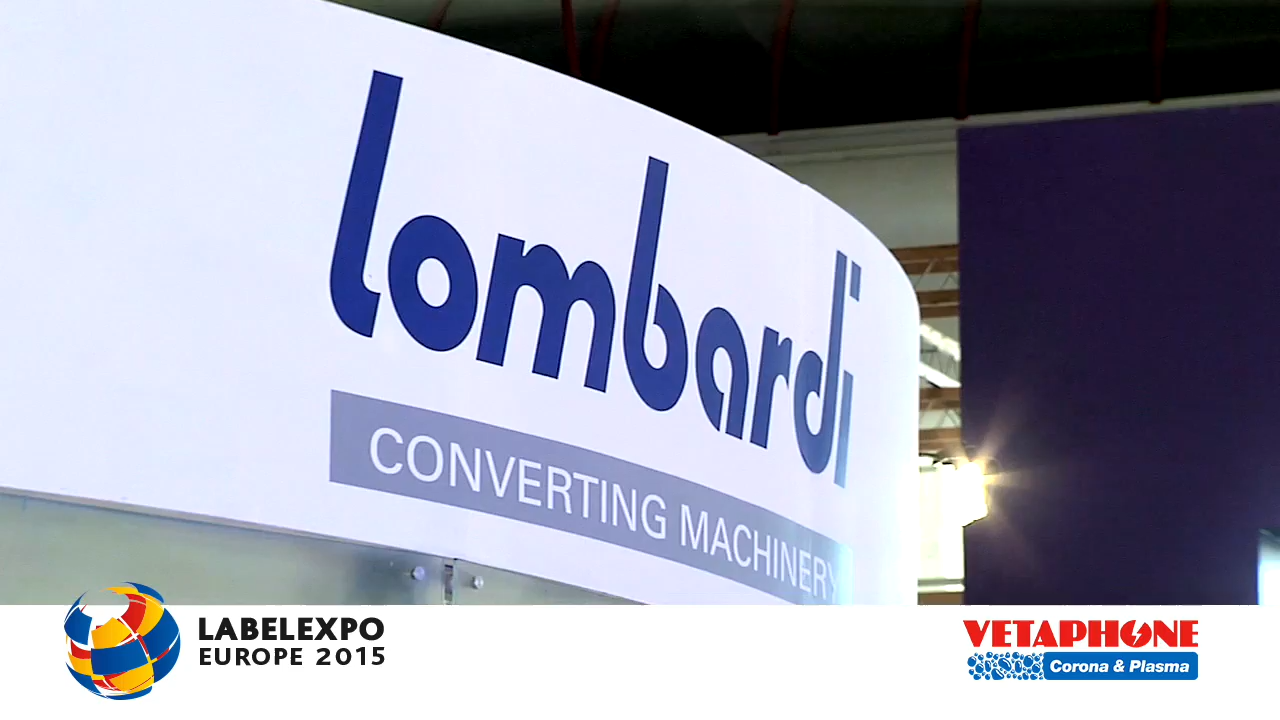 lombardi
CONVERTING MACHINERY
LABELEXPO
EUROPE 2015
VETAPHONE
Corona & Plasma